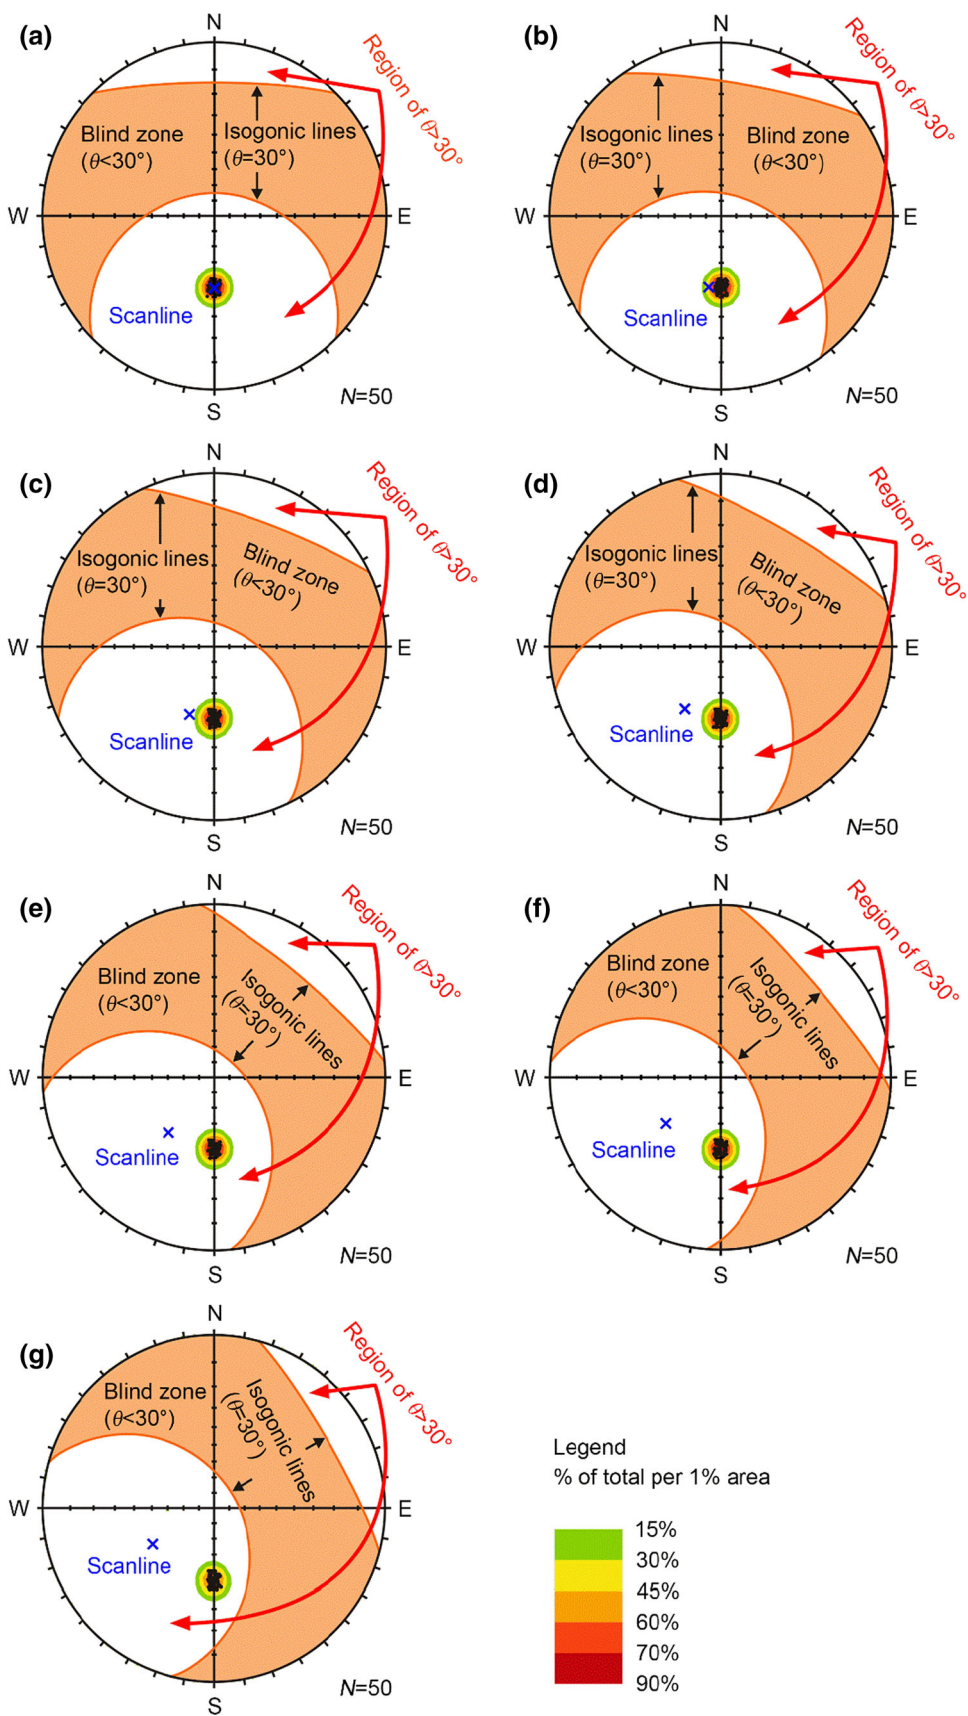 (a)
N
Region of θ>30°
Blind zone
(θ<30°)
Isogonic lines
(θ=30°)
W
E
Scanline
S
N=50
(b)
N
Region of θ>30°
Isogonic lines
(θ=30°)
Blind zone
(θ<30°)
W
E
Scanline
S
N=50
(c)
N
Region of θ>30°
Isogonic lines
(θ=30°)
Blind zone
(θ<30°)
W
E
Scanline
S
N=50
(d)
N
Region of θ>30°
Isogonic lines
(θ=30°)
Blind zone
(θ<30°)
W
E
Scanline
S
N=50
(e)
N
Region of θ>30°
Blind zone
(θ<30°)
Isogonic lines
(θ=30°)
W
E
Scanline
S
N=50
(f)
N
Region of θ>30°
Blind zone
(θ<30°)
Isogonic lines
(θ=30°)
W
E
Scanline
S
N=50
(g)
N
Region of θ>30°
Blind zone
(θ<30°)
Isogonic lines
(θ=30°)
W
E
Scanline
S
N=50
Legend
% of total per 1% area
15%
30%
45%
60%
70%
90%